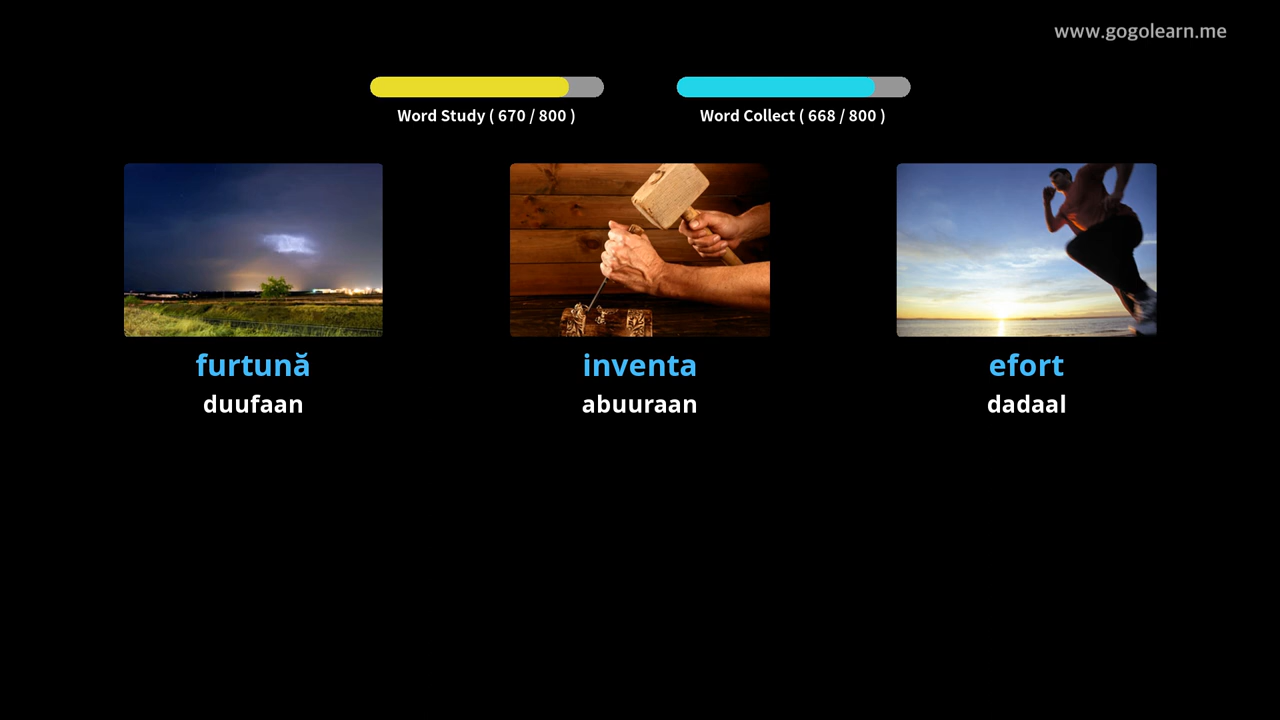 www.gogolearn.me
Word Study ( 670 / 800 )
Word Collect ( 668 / 800 )
furtună
duufaan
inventa
abuuraan
efort
dadaal